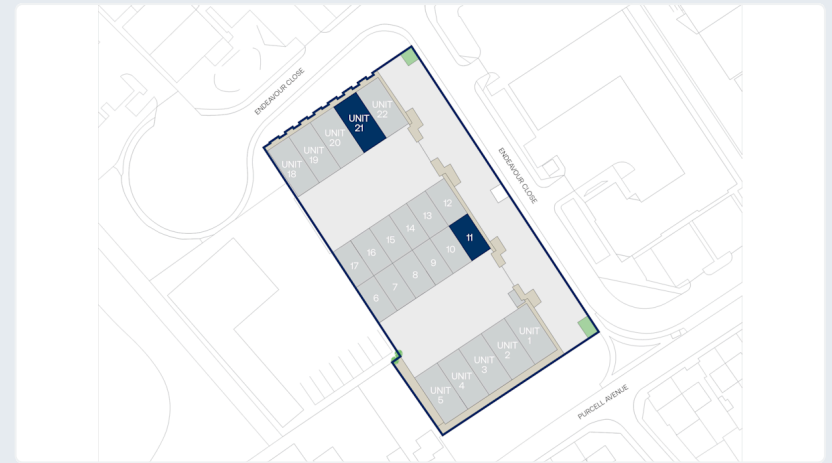 ENDEAVOUR CLOSE
UNIT
22
UNIT
21
UNIT
20
UNIT
19
UNIT
18
ENDEAVOUR CLOSE
12
13
14
15
16
17
11
10
9
8
7
6
UNIT
1
UNIT
2
UNIT
3
UNIT
4
UNIT
5
PURCELL AVENUE